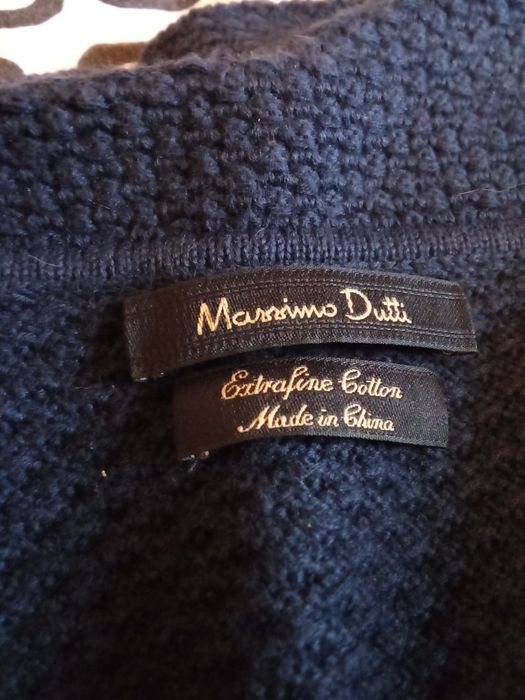 Massimo Dutti
Extrafine Cotton
Made in China